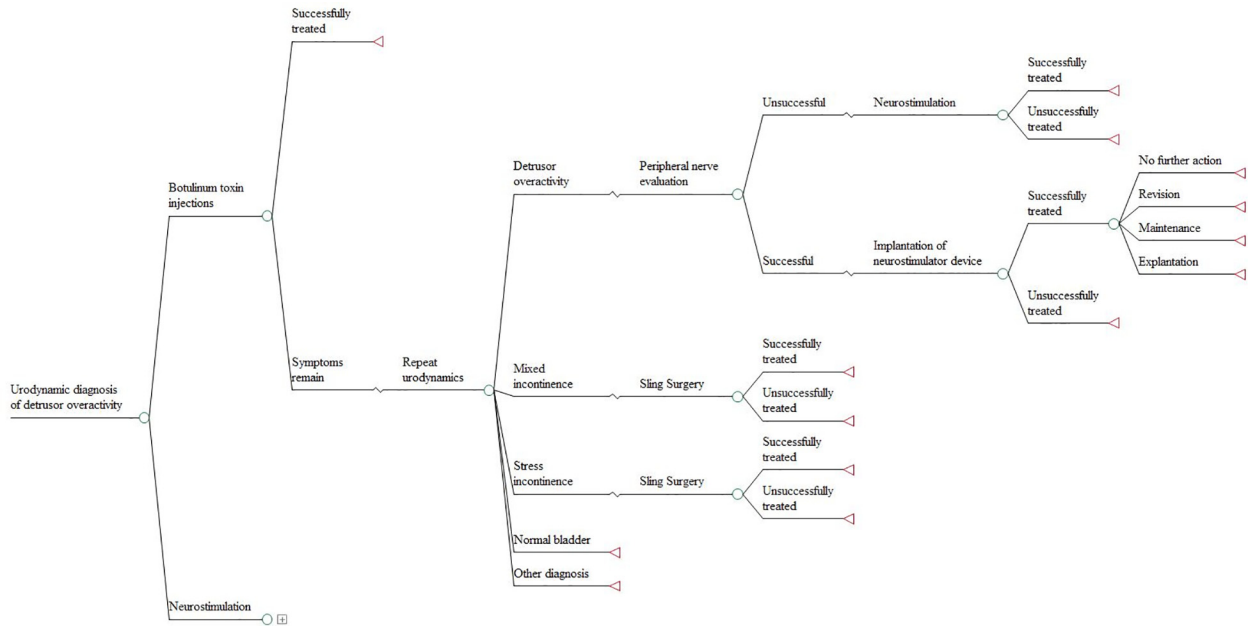 Successfully
treated
Botulinum toxin
injections
Urodynamic diagnosis
of detrusor overactivity
Symptoms
remain
Repeat
urodynamics
Neurostimulation
Detrusor
overactivity
Peripheral nerve
evaluation
Unsuccessful
Neurostimulation
Successfully
treated
Unsuccessfully
treated
Successful
Implantation of
neurostimulator device
Successfully
treated
No further action
Revision
Maintenance
Explantation
Unsuccessfully
treated
Mixed
incontinence
Sling Surgery
Successfully
treated
Unsuccessfully
treated
Stress
incontinence
Sling Surgery
Successfully
treated
Unsuccessfully
treated
Normal bladder
Other diagnosis